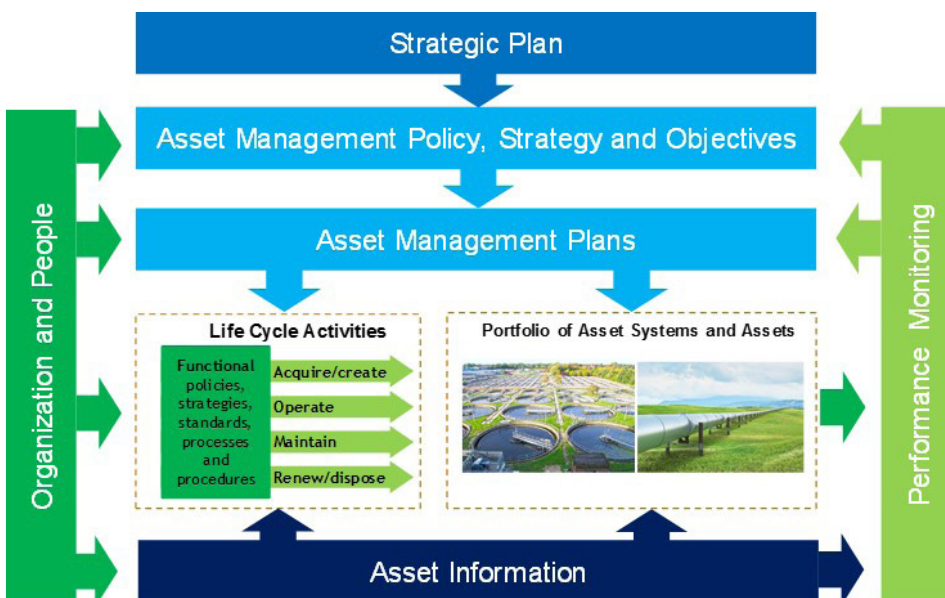 Strategic Plan
Asset Management Policy, Strategy and Objectives
Asset Management Plans
Organization and People
Life Cycle Activities
Functional
policies,
strategies,
standards,
processes
and
procedures
Acquire/create
Operate
Maintain
Renew/dispose
Portfolio of Asset Systems and Assets
Performance Monitoring
Asset Information